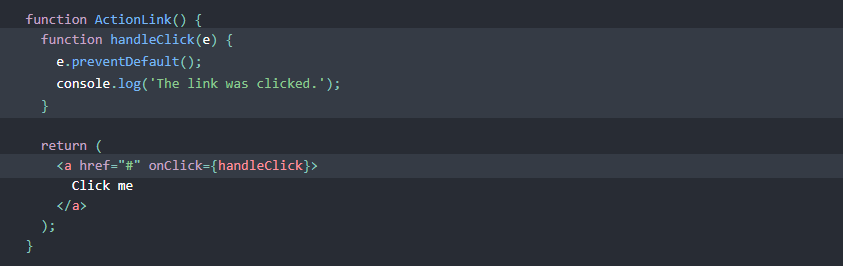 function ActionLink() {
  function handleClick(e) {
    e.preventDefault();
    console.log('The link was clicked.');
  }

  return (
    <a href="#" onClick={handleClick}>
      Click me
    </a>
  );
}